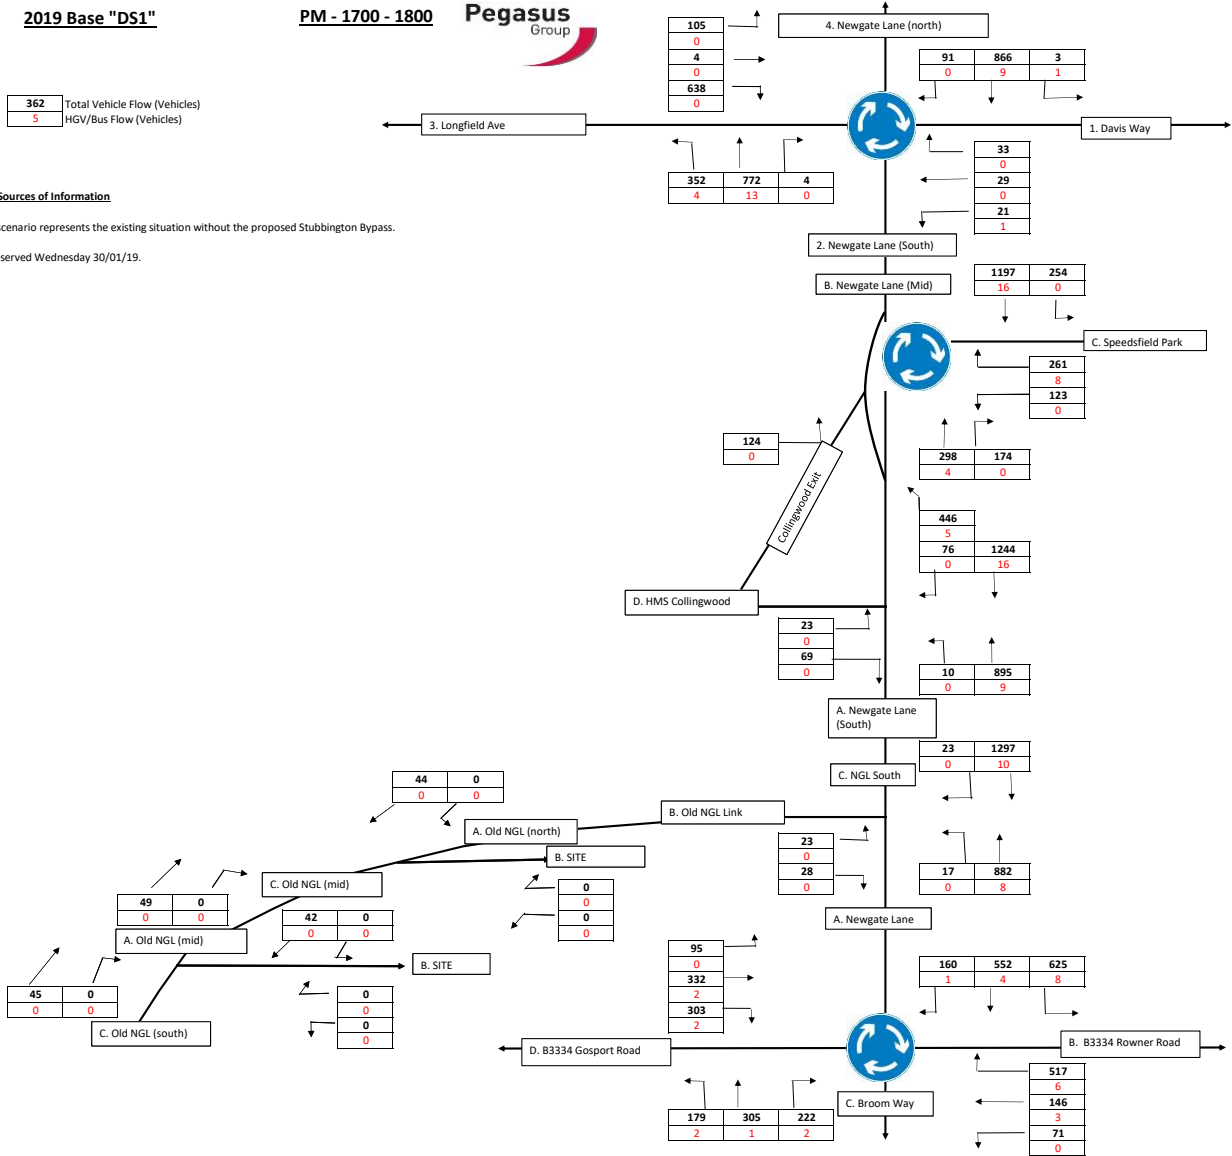 2019 Base "DS1"
PM - 1700 - 1800
Pegasus
Group
362 Total Vehicle Flow (Vehicles)
5 HGV/Bus Flow (Vehicles)
Sources of Information
scenario represents the existing situation without the proposed Stubbington Bypass.
served Wednesday 30/01/19.
4. Newgate Lane (north)
105
0
4
0
638
0
91 866 3
0 9 1
3. Longfield Ave
1. Davis Way
352 772 4
4 13 0
33
0
29
0
21
1
2. Newgate Lane (South)
B. Newgate Lane (Mid)
1197 254
16 0
C. Speedsfield Park
261
8
123
0
124
0
298 174
4 0
Collingwood Exit
446
5
76 1244
0 16
D. HMS Collingwood
23
0
69
0
10 895
0 9
A. Newgate Lane
(South)
23 1297
0 10
C. NGL South
44 0
0 0
B. Old NGL Link
A. Old NGL (north)
23
0
28
0
B. SITE
17 882
0 8
C. Old NGL (mid)
0
0
0
0
49 0
0 0
42 0
0 0
A. Newgate Lane
A. Old NGL (mid)
B. SITE
95
0
332
2
303
2
160 552 625
1 4 8
45 0
0 0
0
0
0
0
C. Old NGL (south)
D. B3334 Gosport Road
B. B3334 Rowner Road
C. Broom Way
179 305 222
2 1 2
517
6
146
3
71
0